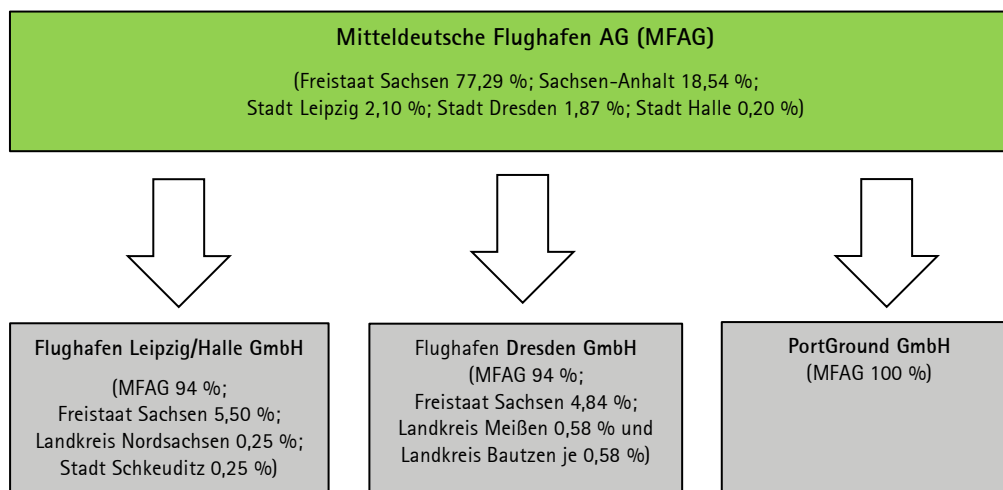 Mitteldeutsche Flughafen AG (MFAG)
(Freistaat Sachsen 77,29 %; Sachsen-Anhalt 18,54 %;
Stadt Leipzig 2,10 %; Stadt Dresden 1,87 %; Stadt Halle 0,20 %)
Flughafen Leipzig/Halle GmbH
(MFAG 94 %;
Freistaat Sachsen 5,50 %;
Landkreis Nordsachsen 0,25 %;
Stadt Schkeuditz 0,25 %)
Flughafen Dresden GmbH
(MFAG 94 %;
Freistaat Sachsen 4,84 %;
Landkreis Meißen 0,58 % und
Landkreis Bautzen je 0,58 %)
PortGround GmbH
(MFAG 100 %)